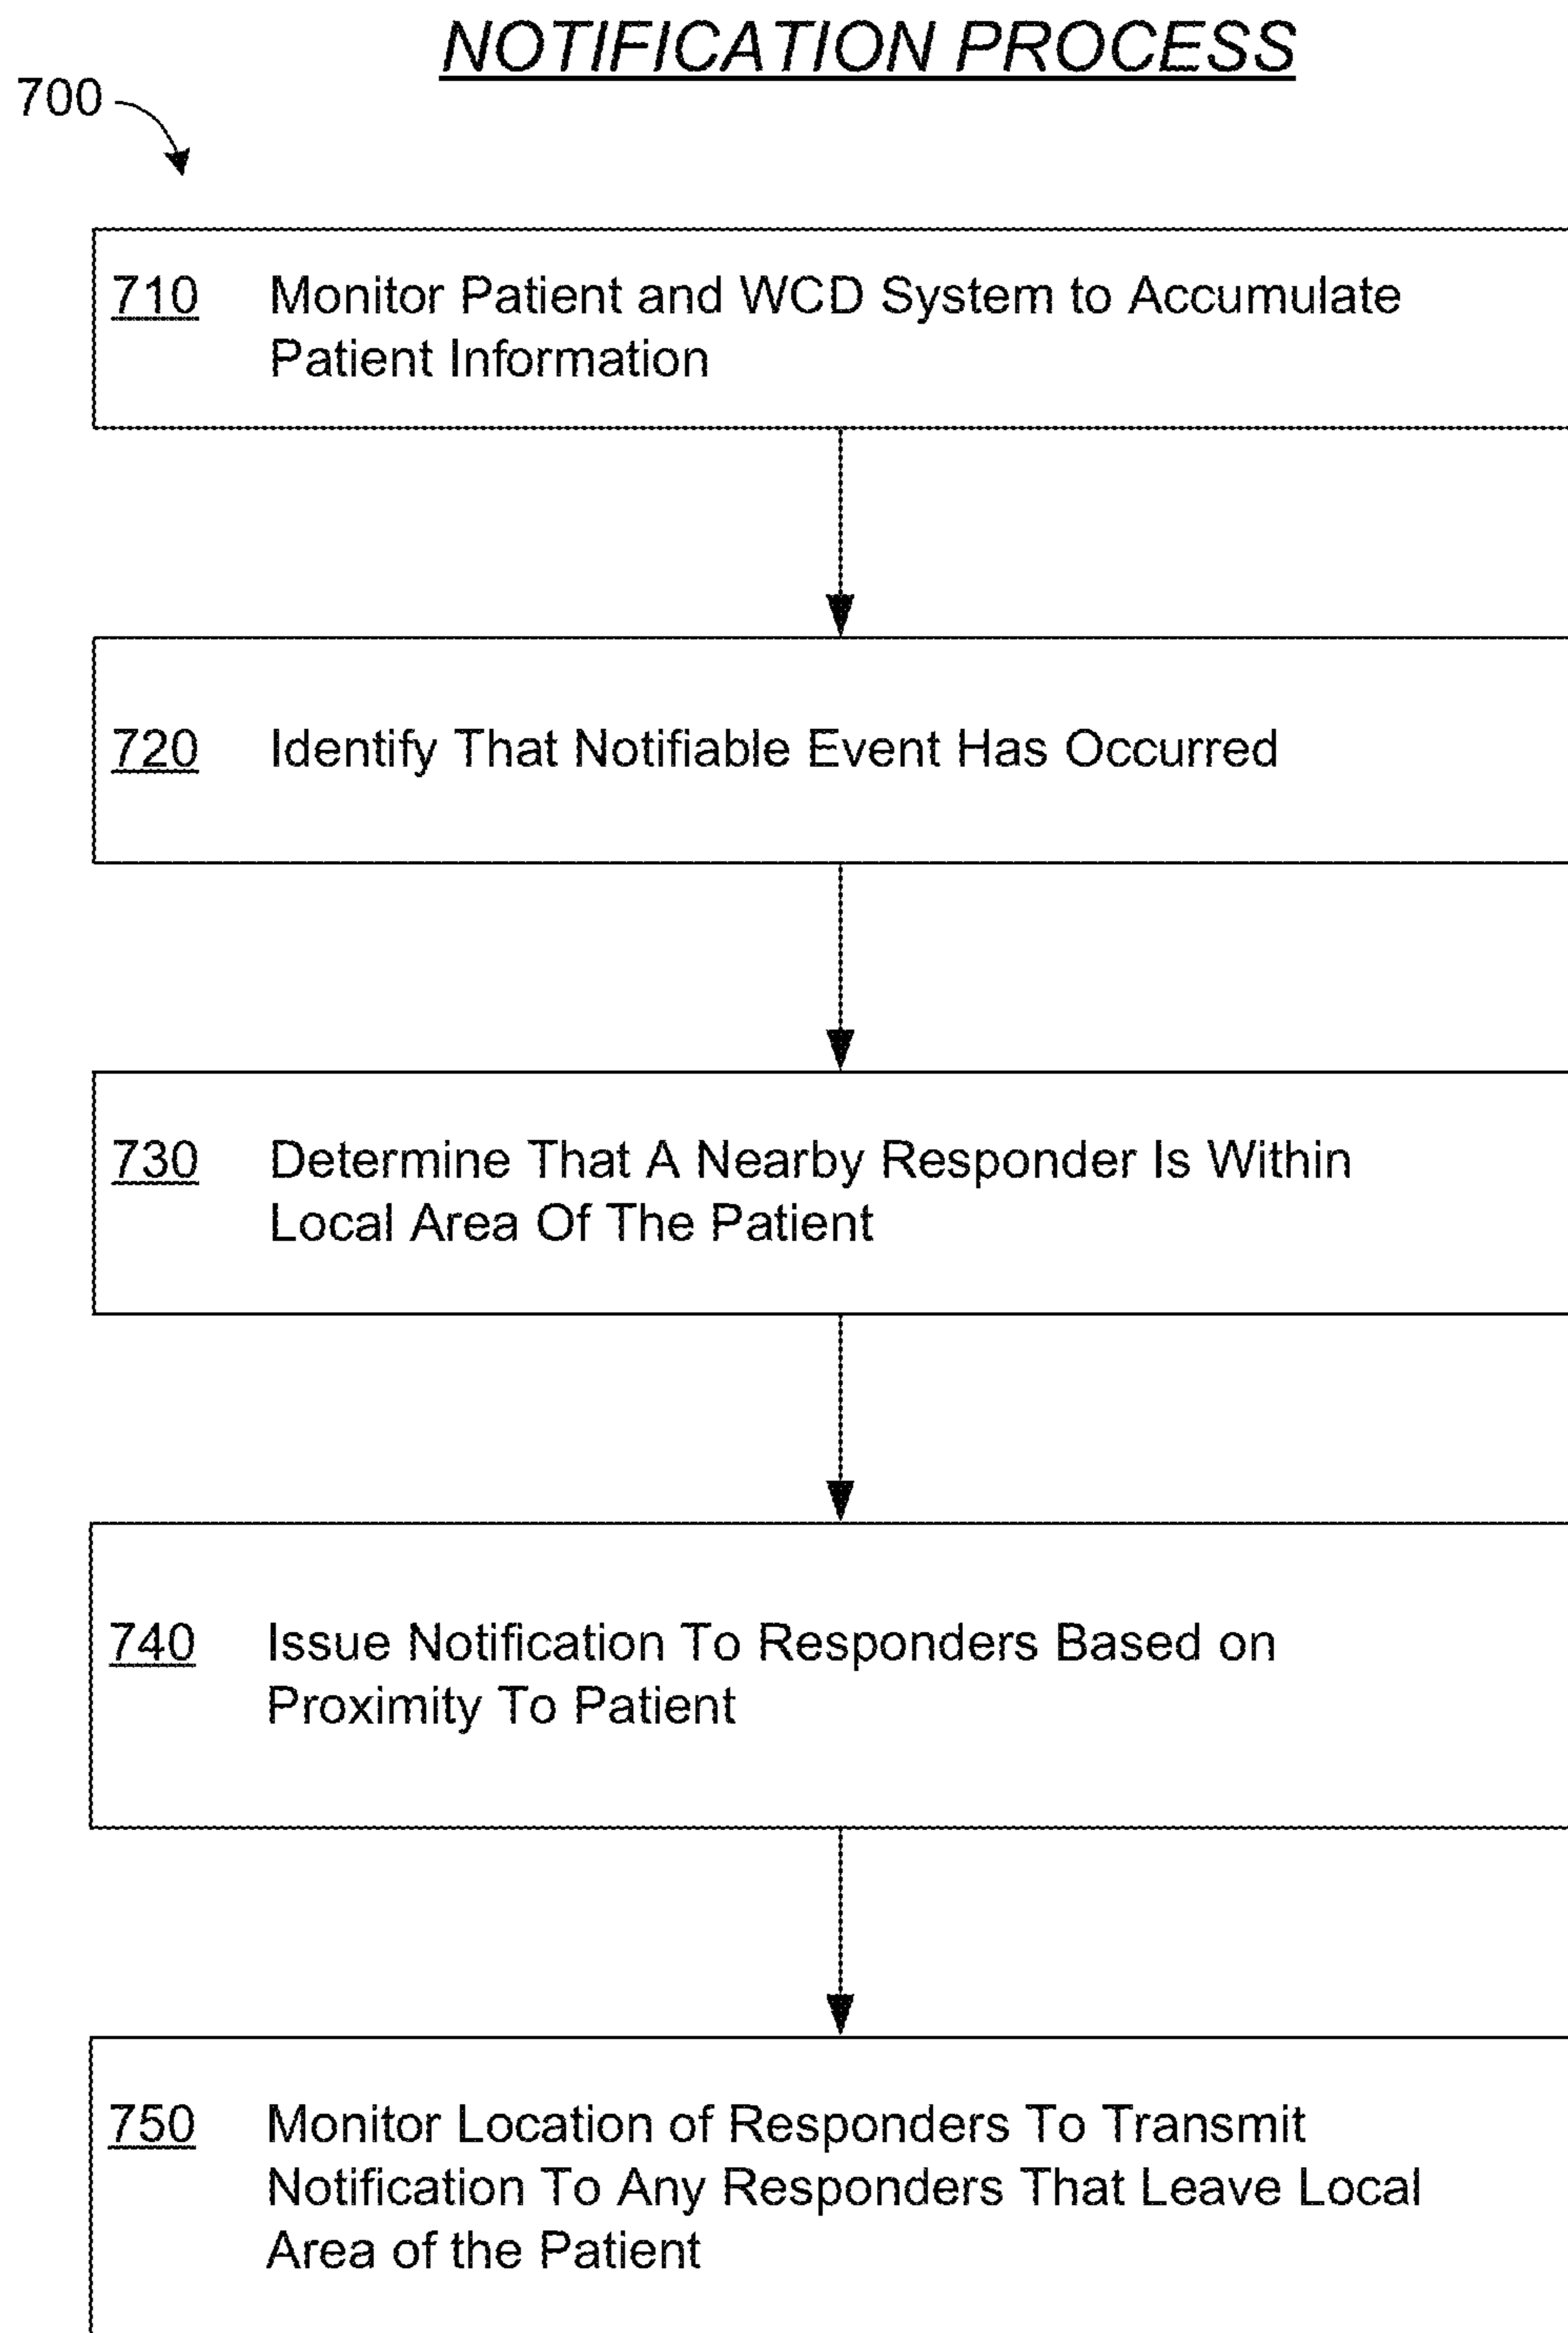 NOTIFICATION PROCESS
700
710 Monitor Patient and WCD System to Accumulate
Patient Information
720 Identify That Notifiable Event Has Occurred
730 Determine That A Nearby Responder Is Within
Local Area Of The Patient
740 Issue Notification To Responders Based on
Proximity To Patient
750 Monitor Location of Responders To Transmit
Notification To Any Responders That Leave Local
Area of the Patient